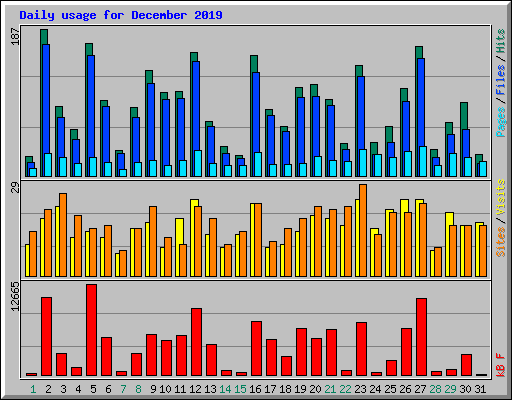 Daily usage for December 2019
187
Pages / Files / Hits
29
Sites / Visits
12665
kB F
1 2 3 4 5 6 7 8 9 10 11 12 13 14 15 16 17 18 19 20 21 22 23 24 25 26 27 28 29 30 31